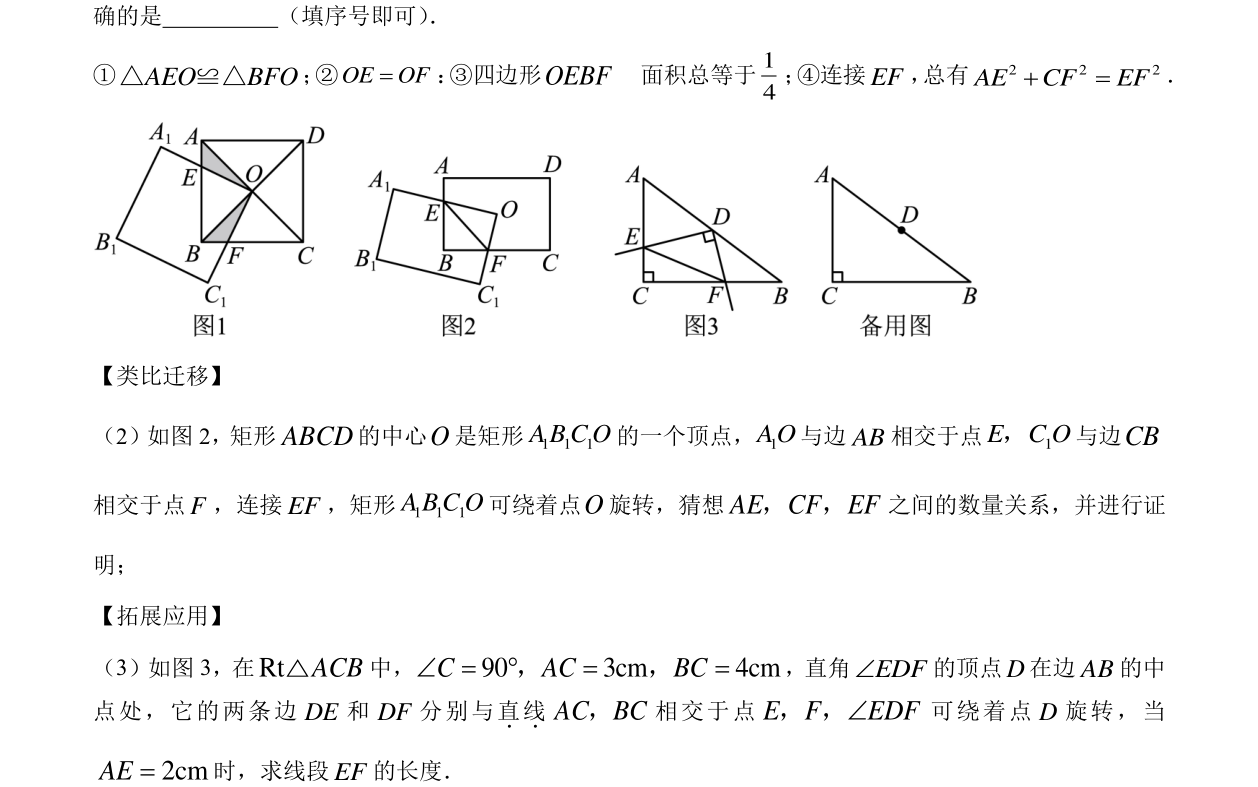 确的是__________（填序号即可）.
①△AEO≌△BFO；②OE=OF：③四边形OEBF 面积总等于1/4；④连接EF，总有AE²+CF²=EF².
A₁ A D
E O
B₁ B F C
C₁
图1
A D
A₁
E O
B₁ B F C
C₁
图2
A
D
E
C F B
图3
A
D
C B
备用图
【类比迁移】
（2）如图2，矩形ABCD的中心O是矩形A₁B₁C₁O的一个顶点，A₁O与边AB相交于点E，C₁O与边CB
相交于点F，连接EF，矩形A₁B₁C₁O可绕着点O旋转，猜想AE，CF，EF之间的数量关系，并进行证
明；
【拓展应用】
（3）如图3，在Rt△ACB中，∠C=90°，AC=3cm，BC=4cm，直角∠EDF的顶点D在边AB的中
点处，它的两条边DE和DF分别与直线AC，BC相交于点E，F，∠EDF可绕着点D旋转，当
AE=2cm时，求线段EF的长度.